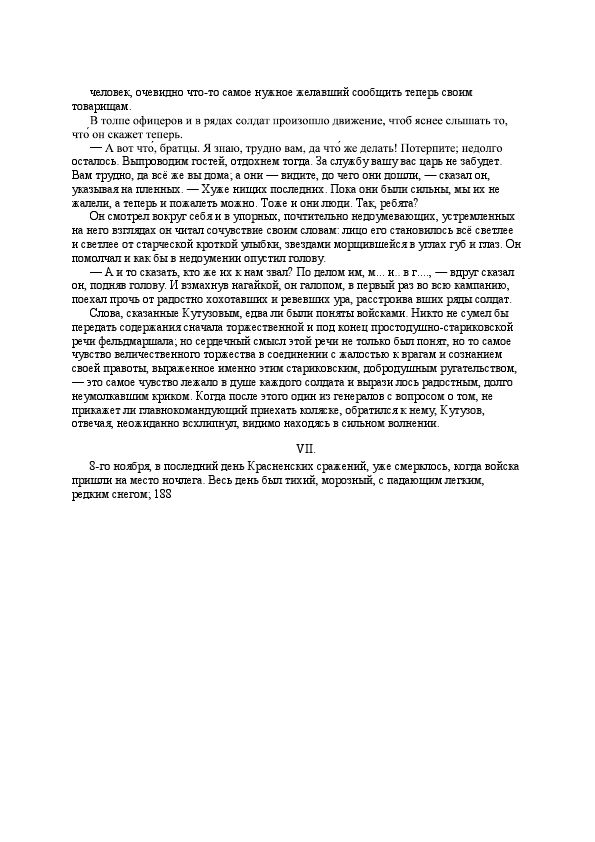 человек, очевидно что-то самое нужное желавший сообщить теперь своим
товарищам.
В толпе офицеров и в рядах солдат произошло движение, чтоб яснее слышать то,
что́ он скажет теперь.
— А вот что́, братцы. Я знаю, трудно вам, да что́ же делать! Потерпите; недолго
осталось. Выпроводим гостей, отдохнем тогда. За службу вашу вас царь не забудет.
Вам трудно, да всё же вы дома; а они — видите, до чего они дошли, — сказал он,
указывая на пленных. — Хуже нищих последних. Пока они были сильны, мы их не
жалели, а теперь и пожалеть можно. Тоже и они люди. Так, ребята?
Он смотрел вокруг себя и в упорных, почтительно недоумевающих, устремленных
на него взглядах он читал сочувствие своим словам: лицо его становилось всё светлее
и светлее от старческой кроткой улыбки, звездами морщившейся в углах губ и глаз. Он
помолчал и как бы в недоумении опустил голову.
— А и то сказать, кто же их к нам звал? По делом им, м... и.. в г...., — вдруг сказал
он, подняв голову. И взмахнув нагайкой, он галопом, в первый раз во всю кампанию,
поехал прочь от радостно хохотавших и ревевших ура, расстроива вших ряды солдат.
Слова, сказанные Кутузовым, едва ли были поняты войсками. Никто не сумел бы
передать содержания сначала торжественной и под конец простодушно-стариковской
речи фельдмаршала; но сердечный смысл этой речи не только был понят, но то самое
чувство величественного торжества в соединении с жалостью к врагам и сознанием
своей правоты, выраженное именно этим стариковским, добродушным ругательством,
— это самое чувство лежало в душе каждого солдата и вырази лось радостным, долго
неумолкавшим криком. Когда после этого один из генералов с вопросом о том, не
прикажет ли главнокомандующий приехать коляске, обратился к нему, Кутузов,
отвечая, неожиданно всхлипнул, видимо находясь в сильном волнении.
VII.
8-го ноября, в последний день Красненских сражений, уже смерклось, когда войска
пришли на место ночлега. Весь день был тихий, морозный, с падающим легким,
редким снегом; 188